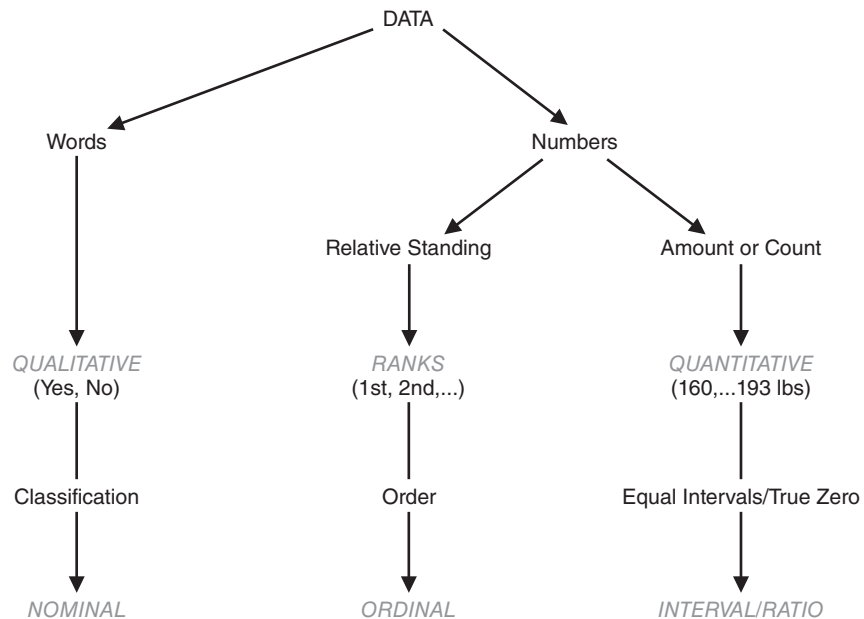 DATA
Words
Numbers
Relative Standing
Amount or Count
QUALITATIVE
(Yes, No)
RANKS
(1st, 2nd,...)
QUANTITATIVE
(160,...193 lbs)
Classification
Order
Equal Intervals/True Zero
NOMINAL
ORDINAL
INTERVAL/RATIO